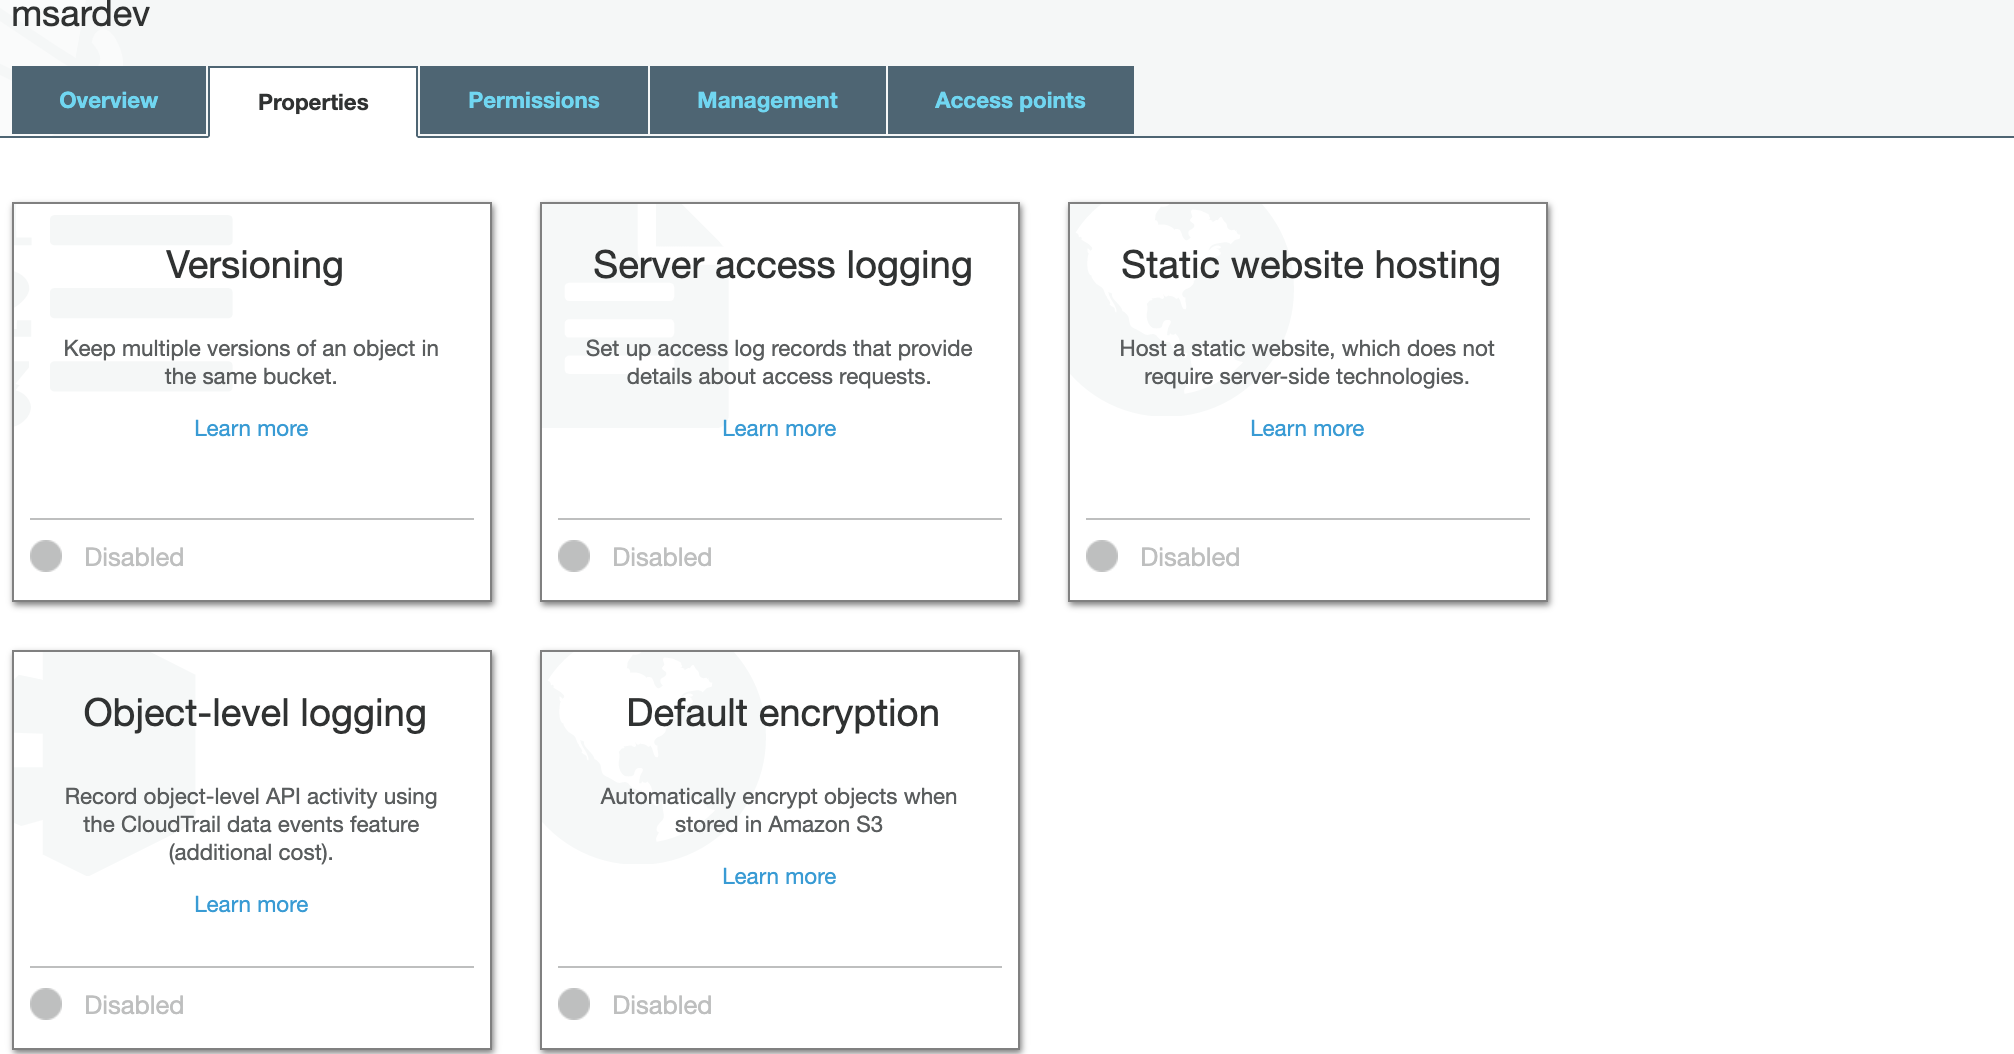 msardev
Overview
Properties
Permissions
Management
Access points
Versioning
Keep multiple versions of an object in
the same bucket.
Learn more
Disabled
Server access logging
Set up access log records that provide
details about access requests.
Learn more
Disabled
Static website hosting
Host a static website, which does not
require server-side technologies.
Learn more
Disabled
Object-level logging
Record object-level API activity using
the CloudTrail data events feature
(additional cost).
Learn more
Disabled
Default encryption
Automatically encrypt objects when
stored in Amazon S3
Learn more
Disabled